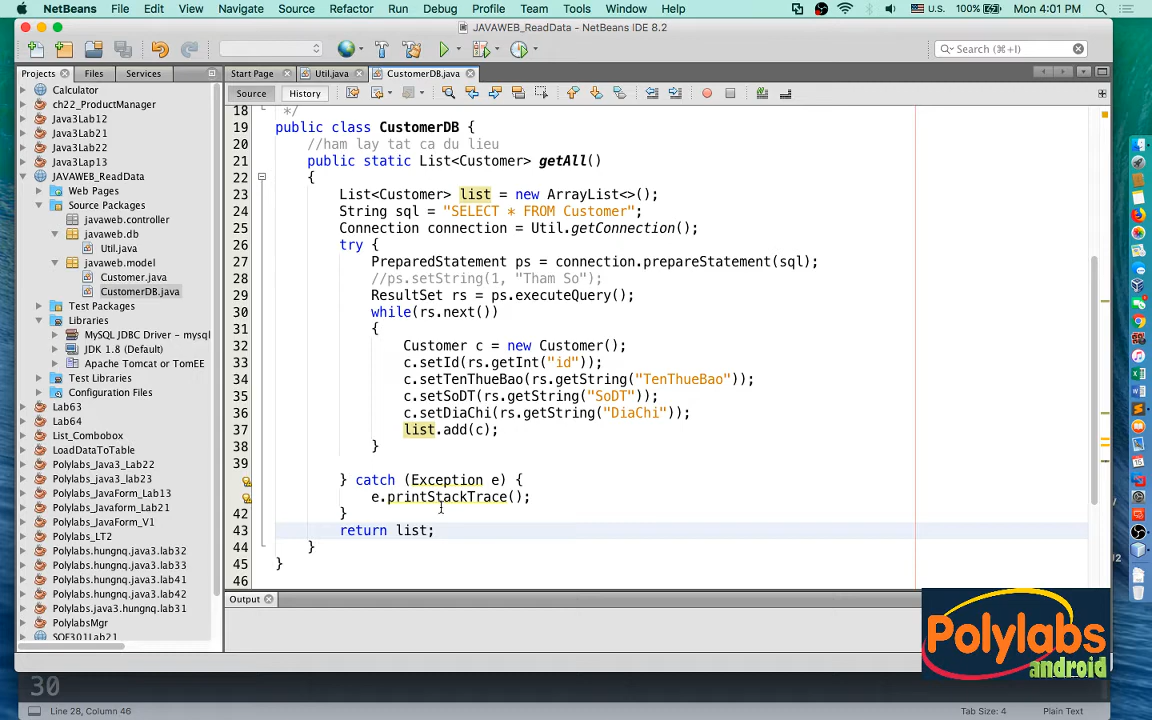 NetBeans File Edit View Navigate Source Refactor Run Debug Profile Team Tools Window Help U.S. 100% Mon 4:01 PM
JAVAWEB_ReadData - NetBeans IDE 8.2
Search (⌘+I)
Projects Files Services
Start Page Util.java CustomerDB.java
Source History
Calculator
ch22_ProductManager
Java3Lab12
Java3Lab21
Java3Lab22
Java3Lap13
JAVAWEB_ReadData
Web Pages
Source Packages
javaweb.controller
javaweb.db
Util.java
javaweb.model
Customer.java
CustomerDB.java
Test Packages
Libraries
MySQL JDBC Driver - mysql
JDK 1.8 (Default)
Apache Tomcat or TomEE
Test Libraries
Configuration Files
Lab63
Lab64
List_Combobox
LoadDataToTable
Polylabs_Java3_Lab22
Polylabs_java3_lab23
Polylabs_JavaForm_Lab13
Polylabs_Javaform_Lab21
Polylabs_JavaForm_V1
Polylabs_LT2
Polylabs.hungnq.java3.lab32
Polylabs.hungnq.java3.lab33
Polylabs.hungnq.java3.lab41
Polylabs.hungnq.java3.lab42
Polylabs.java3.hungnq.lab31
PolylabsMgr
SOF301Lab21
18 */
19 public class CustomerDB {
20 //ham lay tat ca du lieu
21 public static List<Customer> getAll()
22 {
23 List<Customer> list = new ArrayList<>();
24 String sql = "SELECT * FROM Customer";
25 Connection connection = Util.getConnection();
26 try {
27 PreparedStatement ps = connection.prepareStatement(sql);
28 //ps.setString(1, "Tham So");
29 ResultSet rs = ps.executeQuery();
30 while(rs.next())
31 {
32 Customer c = new Customer();
33 c.setId(rs.getInt("id"));
34 c.setTenThueBao(rs.getString("TenThueBao"));
35 c.setSoDT(rs.getString("SoDT"));
36 c.setDiaChi(rs.getString("DiaChi"));
37 list.add(c);
38 }
39
} catch (Exception e) {
e.printStackTrace();
42 }
43 return list;
44 }
45 }
46
Output
Polylabs
android
30
Line 28, Column 46 Tab Size: 4 Plain Text